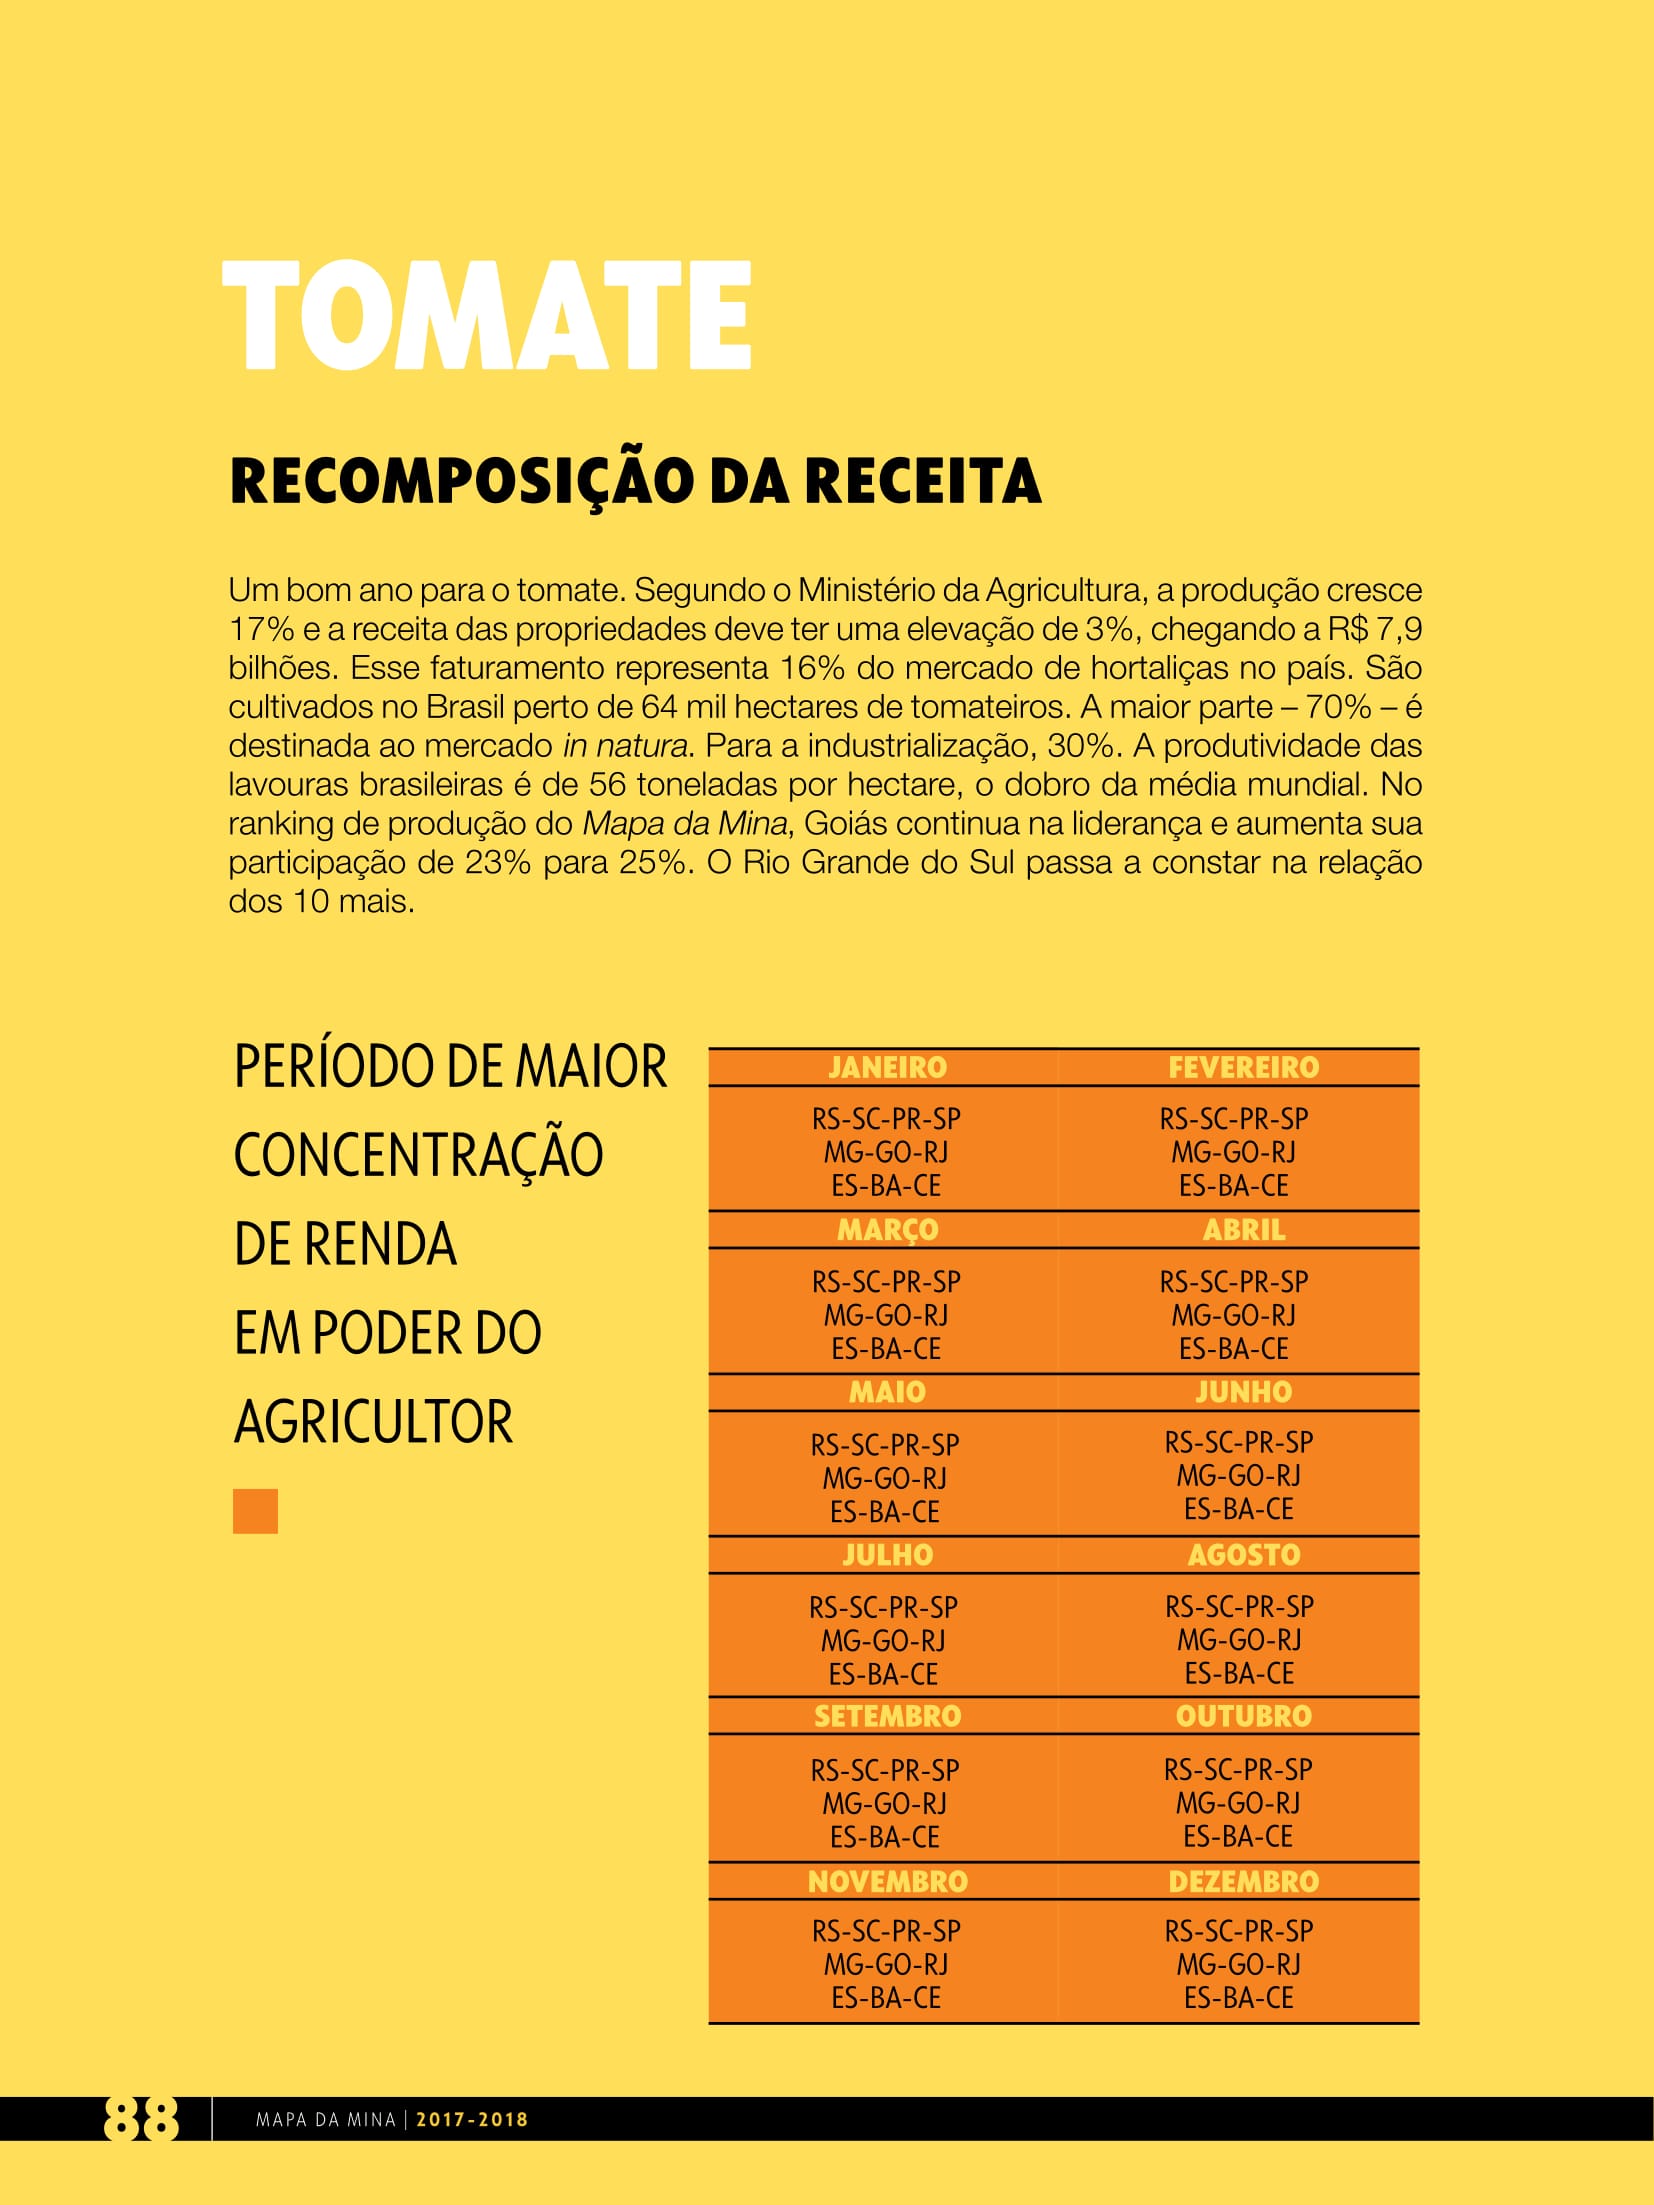 TOMATE
RECOMPOSIÇÃO DA RECEITA
Um bom ano para o tomate. Segundo o Ministério da Agricultura, a produção cresce
17% e a receita das propriedades deve ter uma elevação de 3%, chegando a R$ 7,9
bilhões. Esse faturamento representa 16% do mercado de hortaliças no país. São
cultivados no Brasil perto de 64 mil hectares de tomateiros. A maior parte – 70% – é
destinada ao mercado in natura. Para a industrialização, 30%. A produtividade das
lavouras brasileiras é de 56 toneladas por hectare, o dobro da média mundial. No
ranking de produção do Mapa da Mina, Goiás continua na liderança e aumenta sua
participação de 23% para 25%. O Rio Grande do Sul passa a constar na relação
dos 10 mais.
PERÍODO DE MAIOR
CONCENTRAÇÃO
DE RENDA
EM PODER DO
AGRICULTOR
JANEIRO FEVEREIRO
RS-SC-PR-SP RS-SC-PR-SP
MG-GO-RJ MG-GO-RJ
ES-BA-CE ES-BA-CE
MARÇO ABRIL
RS-SC-PR-SP RS-SC-PR-SP
MG-GO-RJ MG-GO-RJ
ES-BA-CE ES-BA-CE
MAIO JUNHO
RS-SC-PR-SP RS-SC-PR-SP
MG-GO-RJ MG-GO-RJ
ES-BA-CE ES-BA-CE
JULHO AGOSTO
RS-SC-PR-SP RS-SC-PR-SP
MG-GO-RJ MG-GO-RJ
ES-BA-CE ES-BA-CE
SETEMBRO OUTUBRO
RS-SC-PR-SP RS-SC-PR-SP
MG-GO-RJ MG-GO-RJ
ES-BA-CE ES-BA-CE
NOVEMBRO DEZEMBRO
RS-SC-PR-SP RS-SC-PR-SP
MG-GO-RJ MG-GO-RJ
ES-BA-CE ES-BA-CE
88 MAPA DA MINA | 2017-2018